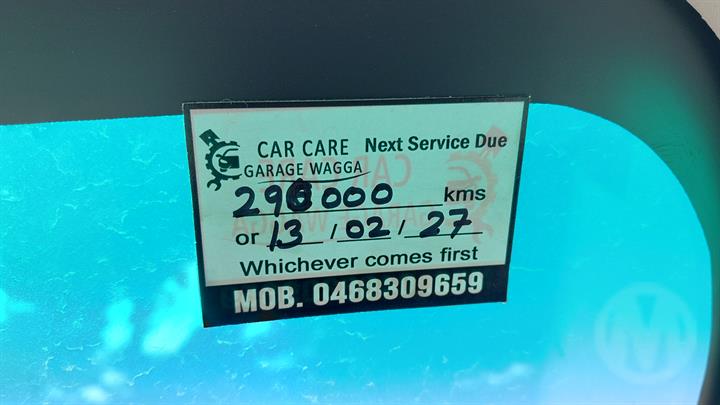 CAR CARE Next Service Due
GARAGE WAGGA
kms
or 13 / 02 / 27
Whichever comes first
MOB. 0468309659
M